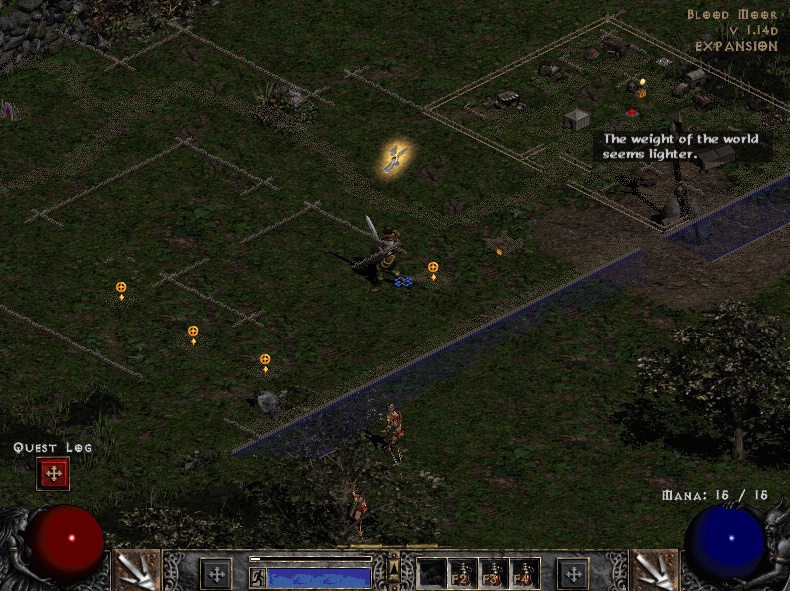 Blood Moor
V 1.14D
EXPANSION
The weight of the world
seems lighter.
Quest Log
Mana: 16 / 16
F2 F3 F4